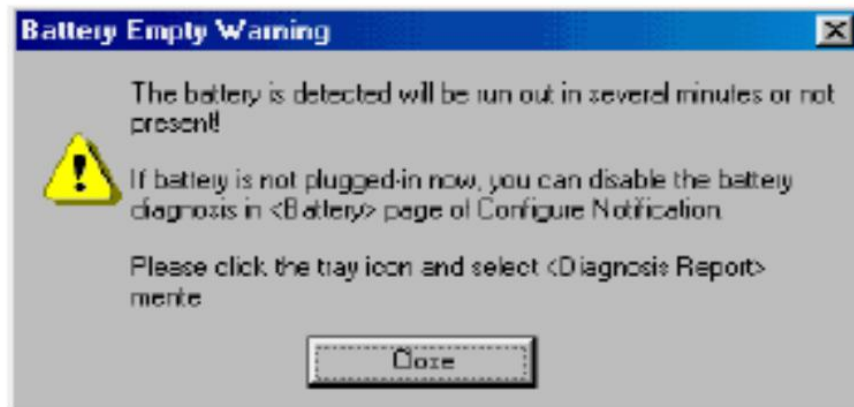 Battery Empty Warning
The battery is detected will be run out in several minutes or not
present!
If battery is not plugged-in now, you can disable the battery
diagnosis in <Battery> page of Configure Notification.
Please click the tray icon and select <Diagnosis Report>
mente
Close